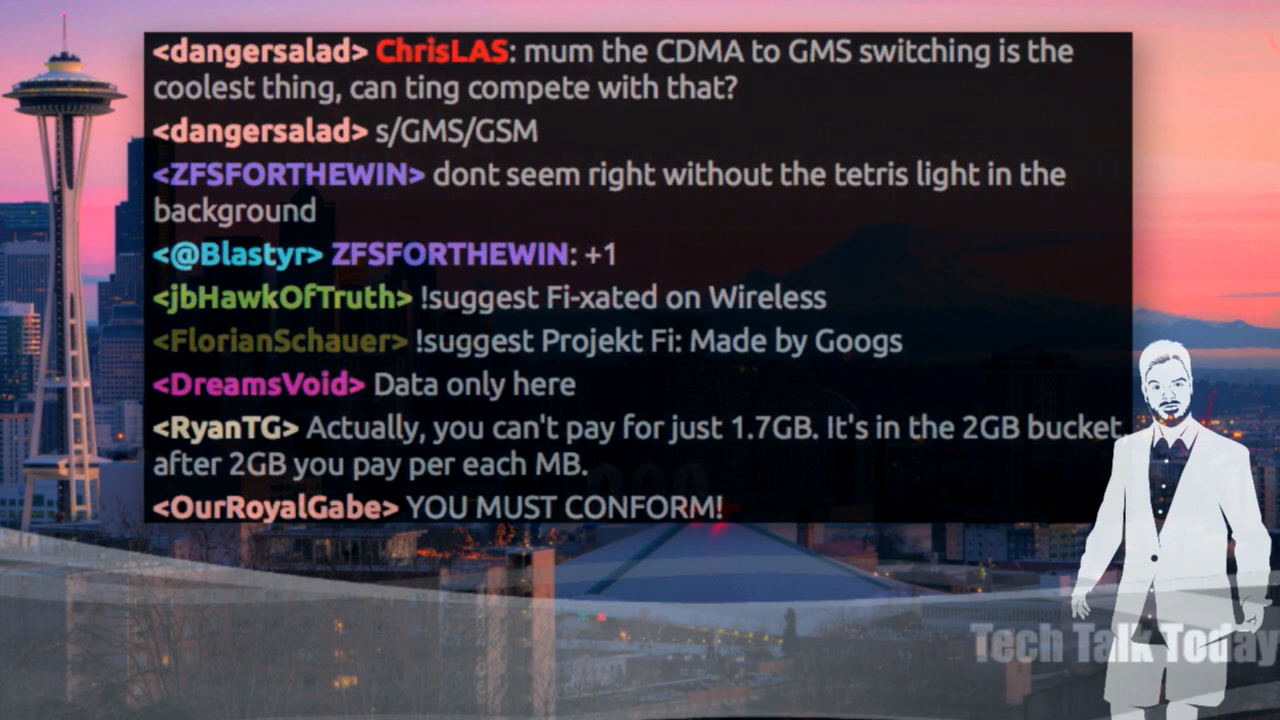 <dangersalad> ChrisLAS: mum the CDMA to GMS switching is the
coolest thing, can ting compete with that?
<dangersalad> s/GMS/GSM
<ZFSFORTHEWIN> dont seem right without the tetris light in the
background
<@Blastyr> ZFSFORTHEWIN: +1
<jbHawkOfTruth> !suggest Fi-xated on Wireless
<FlorianSchauer> !suggest Projekt Fi: Made by Googs
<DreamsVoid> Data only here
<RyanTG> Actually, you can't pay for just 1.7GB. It's in the 2GB bucket,
after 2GB you pay per each MB.
<OurRoyalGabe> YOU MUST CONFORM!
Tech Talk Today